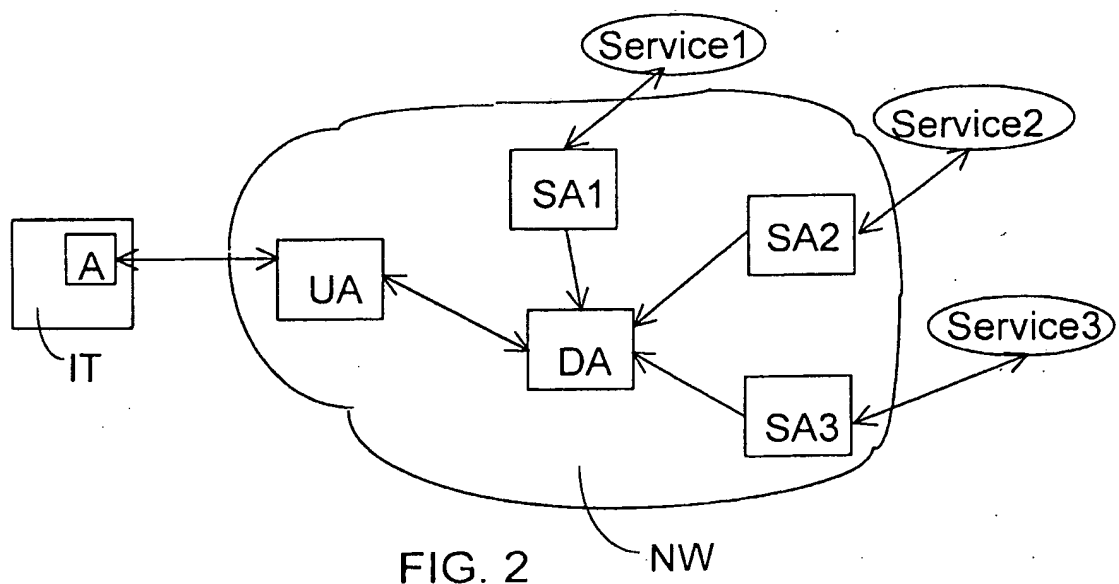 Service1
Service2
SA1
SA2
A
UA
Service3
DA
IT
SA3
NW
FIG. 2